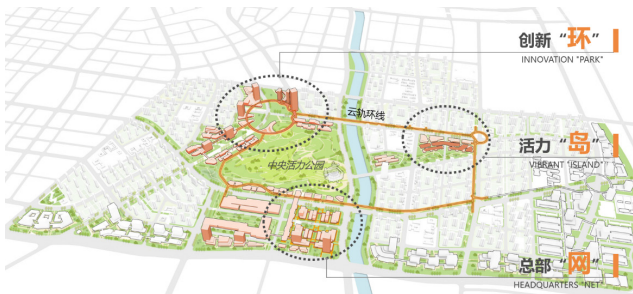 创新“环”
INNOVATION "PARK"
云轨环线
活力“岛”
VIBRANT "ISLAND"
中央活力公园
总部“网”
HEADQUARTERS "NET"